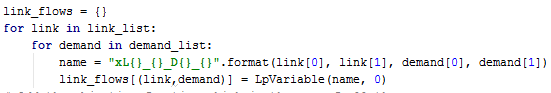 link_flows = {}
for link in link_list:
    for demand in demand_list:
        name = "xL{}_{}_D{}_{}".format(link[0], link[1], demand[0], demand[1])
        link_flows[(link,demand)] = LpVariable(name, 0)